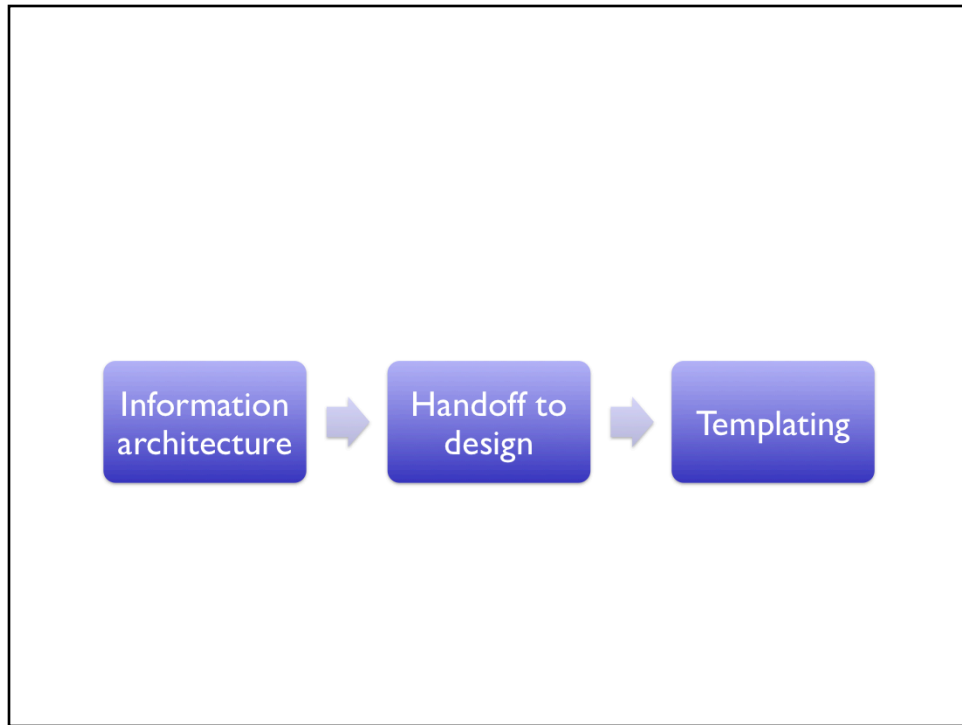 Information
architecture
Handoff to
design
Templating